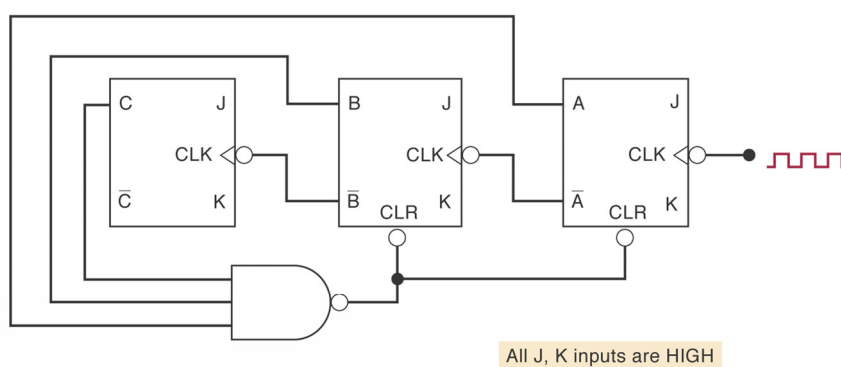 C J B J A J
CLK CLK CLK
C̅ K B̅ K A̅ K
CLR CLR
All J, K inputs are HIGH